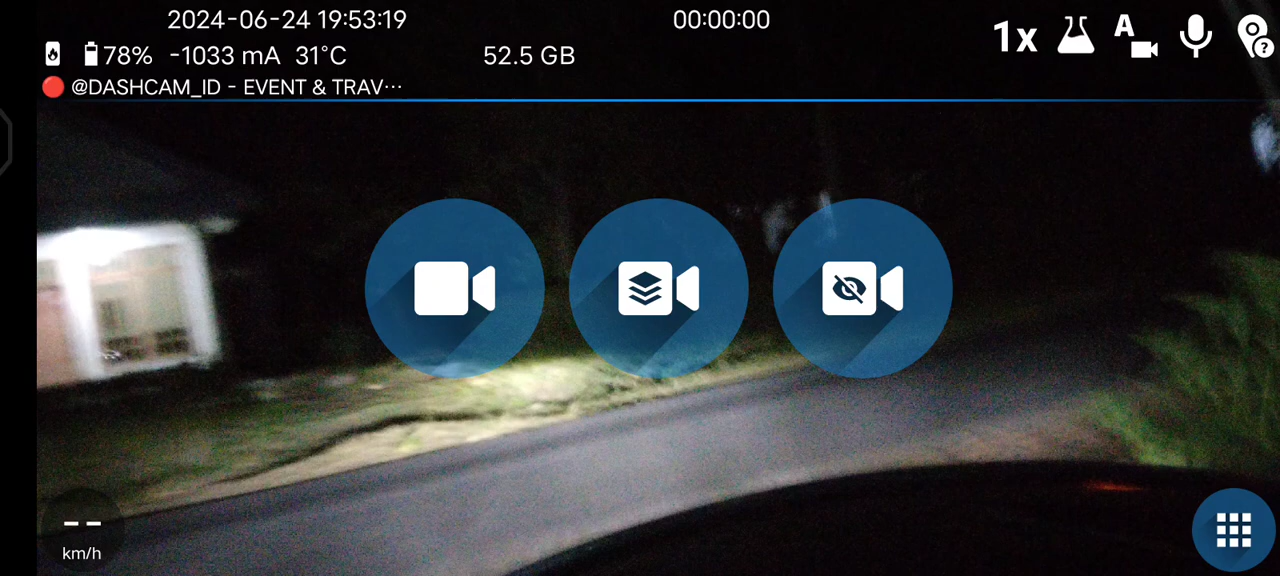 2024-06-24 19:53:19
00:00:00
78% -1033 mA 31°C
52.5 GB
1x
A
@DASHCAM_ID - EVENT & TRAV…
?
-- 
km/h